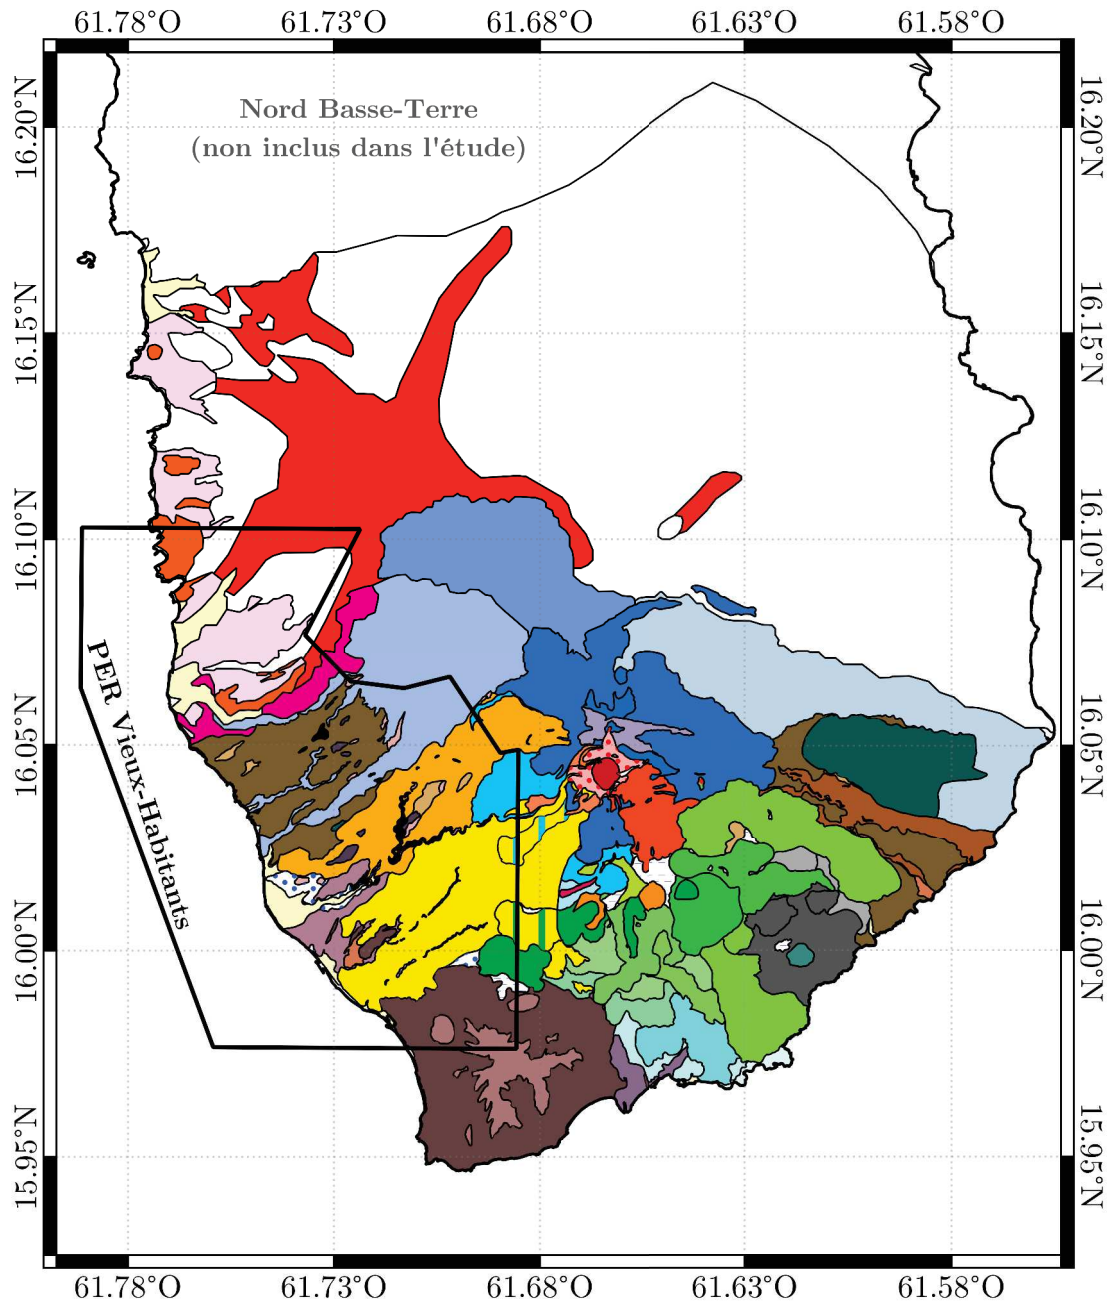 61.78°O 61.73°O 61.68°O 61.63°O 61.58°O
Nord Basse-Terre
(non inclus dans l'étude)
16.20°N 16.20°N
16.15°N 16.15°N
16.10°N 16.10°N
PER Vieux-Habitants
16.05°N 16.05°N
16.00°N 16.00°N
15.95°N 15.95°N
61.78°O 61.73°O 61.68°O 61.63°O 61.58°O